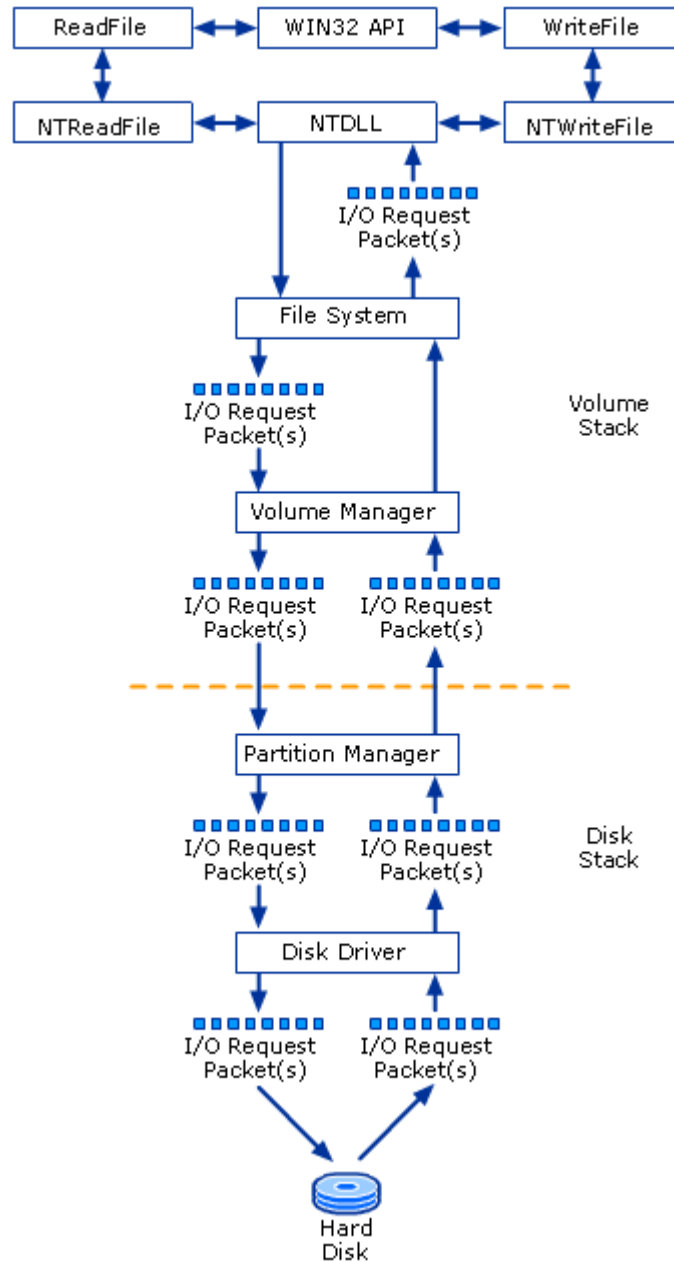 ReadFile
WIN32 API
WriteFile
NTReadFile
NTDLL
NTWriteFile
I/O Request
Packet(s)
File System
I/O Request
Packet(s)
Volume
Stack
Volume Manager
I/O Request
Packet(s)
I/O Request
Packet(s)
Partition Manager
I/O Request
Packet(s)
I/O Request
Packet(s)
Disk
Stack
Disk Driver
I/O Request
Packet(s)
I/O Request
Packet(s)
Hard
Disk